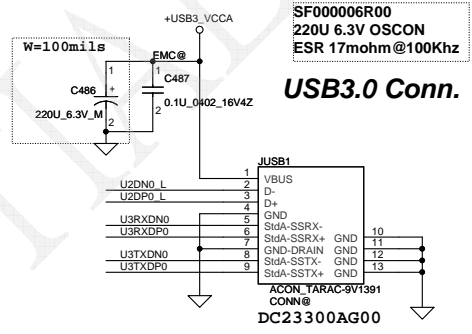 +USB3_VCCA
SF000006R00
220U 6.3V OSCON
ESR 17mohm@100Khz
W=100mils
EMC@
1
C486
+
220U_6.3V_M
2
1
C487
0.1U_0402_16V4Z
2
USB3.0 Conn.
JUSB1
1 VBUS
U2DN0_L 2 D-
U2DP0_L 3 D+
4 GND
U3RXDN0 5 StdA-SSRX-
U3RXDP0 6 StdA-SSRX+ GND 10
7 GND-DRAIN GND 11
U3TXDN0 8 StdA-SSTX- GND 12
U3TXDP0 9 StdA-SSTX+ GND 13
ACON_TARAC-9V1391
CONN@
DC23300AG00